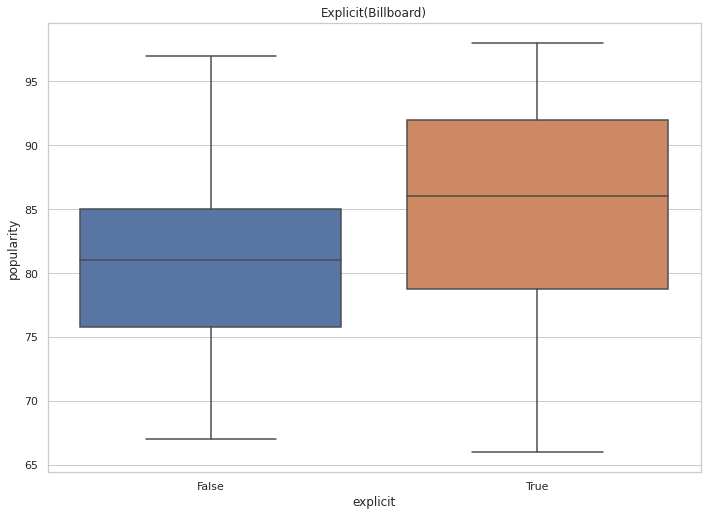 Explicit(Billboard)
95
90
85
80
75
70
65
popularity
False
True
explicit